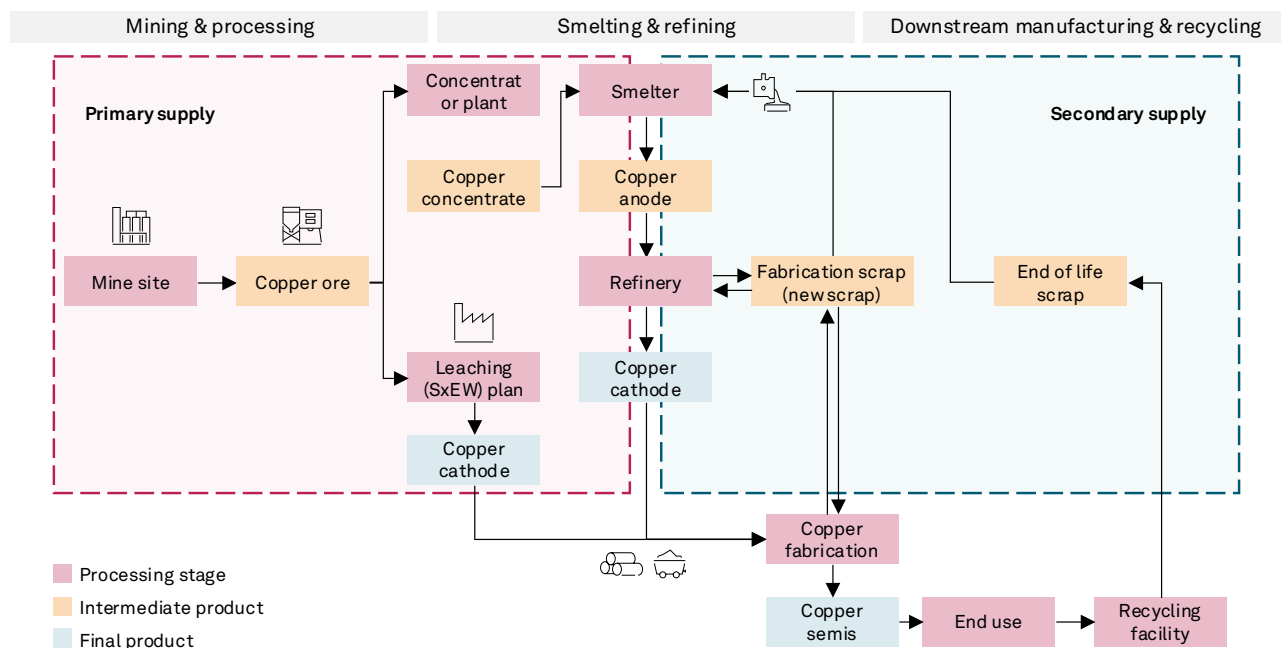 Mining & processing
Smelting & refining
Downstream manufacturing & recycling
Primary supply
Secondary supply
Concentrat
or plant
Smelter
Copper
concentrate
Copper
anode
Mine site
Copper ore
Refinery
Fabrication scrap
(new scrap)
End of life
scrap
Leaching
(SxEW) plan
Copper
cathode
Copper
cathode
Copper
fabrication
Processing stage
Intermediate product
Final product
Copper
semis
End use
Recycling
facility